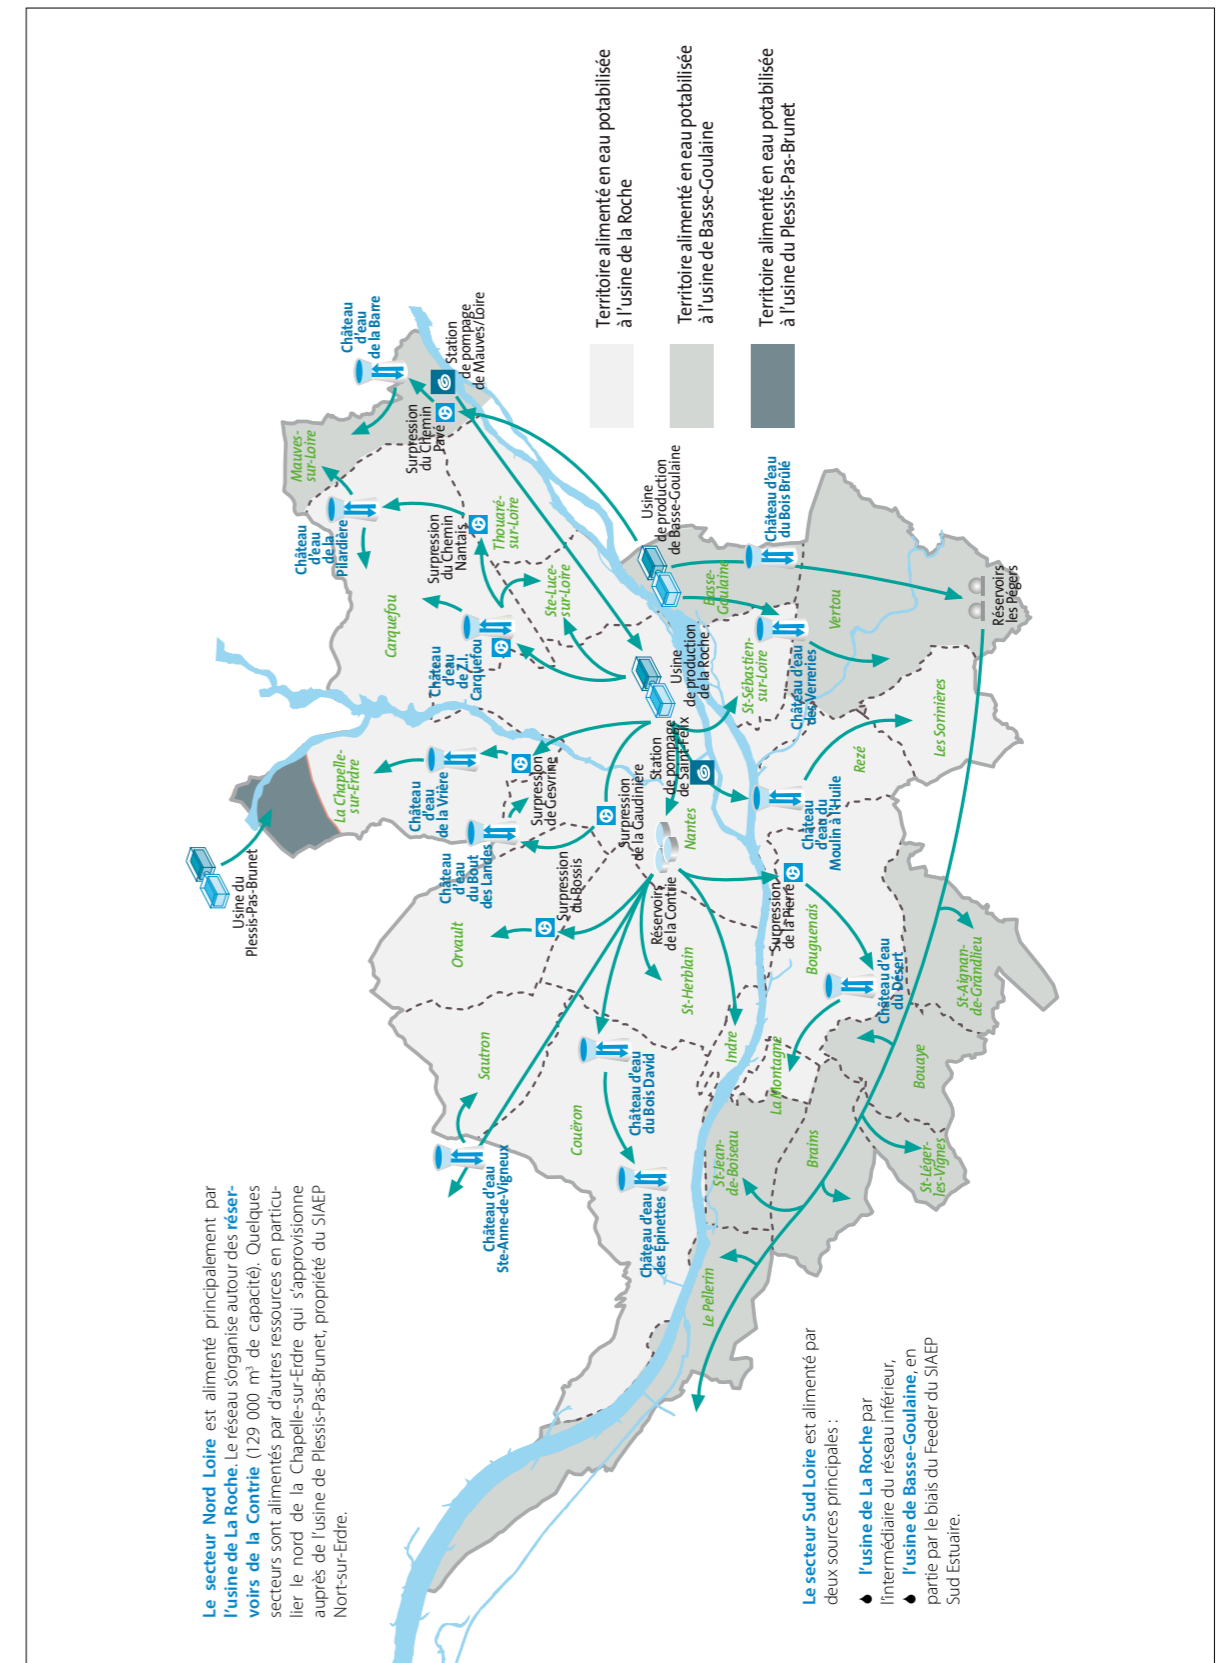 Le secteur Nord Loire est alimenté principalement par
l'usine de La Roche. Le réseau s'organise autour des réser-
voirs de la Contrie (129 000 m³ de capacité). Quelques
secteurs sont alimentés par d'autres ressources en particu-
lier le nord de la Chapelle-sur-Erdre qui s'approvisionne
auprès de l'usine de Plessis-Pas-Brunet, propriété du SIAEP
Nort-sur-Erdre.
Usine du
Plessis-Pas-Brunet
La Chapelle-
sur-Erdre
Château
d'eau
de la Vrière
Château
d'eau
du Bout
des Landes
Surpression
de Gesvrine
Surpression
de la Gaudinière
Surpression
du Bossis
Orvault
Sautron
Château d'eau
Ste-Anne-de-Vigneux
Couëron
Château d'eau
du Bois David
Château d'eau
des Epinettes
St-Herblain
Réservoirs
de la Contrie
Nantes
Indre
Carquefou
Château
d'eau
de la
Pilardière
Mauves-
sur-Loire
Château
d'eau
de la Barre
Station
de pompage
de Mauves/Loire
Surpression
du Chemin
Pavé
Surpression
du Chemin
Nantais
Thouaré-
sur-Loire
Ste-Luce-
sur-Loire
Château
d'eau
de Z.I.
Carquefou
Usine
de production
de la Roche
Station
de pompage
de Saint-Félix
Usine
de production
de Basse-Goulaine
Basse-
Goulaine
Château d'eau
du Bois Brûlé
St-Sébastien-
sur-Loire
Château d'eau
des Verreries
Vertou
Réservoirs
les Pégers
Château
d'eau du
Moulin à l'Huile
Rezé
Les Sorinières
Surpression
de la Pierre
Bouguenais
Château d'eau
du Désert
La Montagne
St-Aignan-
de-Grandlieu
Bouaye
St-Jean-
de-Boiseau
Brains
St-Léger-
les-Vignes
Le Pellerin
Territoire alimenté en eau potabilisée
à l'usine de la Roche
Territoire alimenté en eau potabilisée
à l'usine de Basse-Goulaine
Territoire alimenté en eau potabilisée
à l'usine du Plessis-Pas-Brunet
Le secteur Sud Loire est alimenté par
deux sources principales :
l'usine de La Roche par
l'intermédiaire du réseau inférieur,
l'usine de Basse-Goulaine, en
partie par le biais du Feeder du SIAEP
Sud Estuaire.